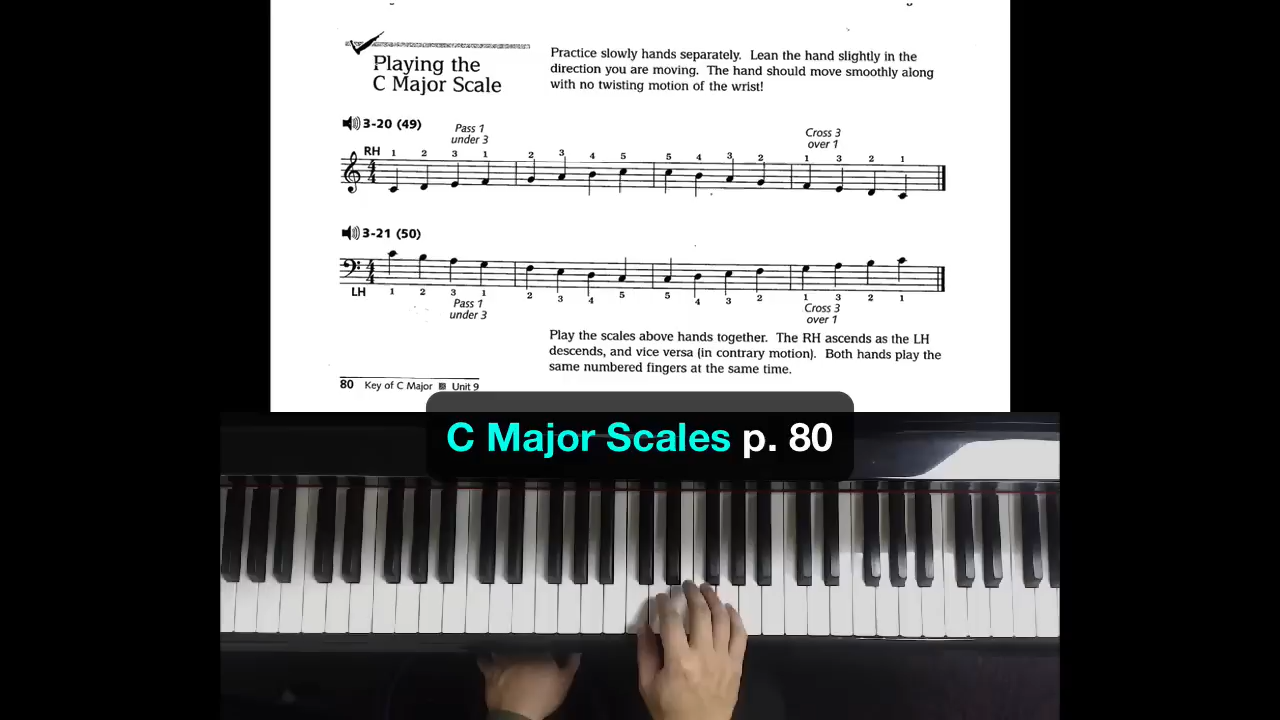 Playing the
C Major Scale
Practice slowly hands separately. Lean the hand slightly in the
direction you are moving. The hand should move smoothly along
with no twisting motion of the wrist!
3-20 (49)
Pass 1
under 3
Cross 3
over 1
RH 1 2 3 1 2 3 4 5 5 4 3 2 1 3 2 1
4
4
3-21 (50)
4
4
LH 1 2 3 1 2 3 4 5 5 4 3 2 1 3 2 1
Pass 1
under 3
Cross 3
over 1
Play the scales above hands together. The RH ascends as the LH
descends, and vice versa (in contrary motion). Both hands play the
same numbered fingers at the same time.
80 Key of C Major ▪ Unit 9
C Major Scales p. 80